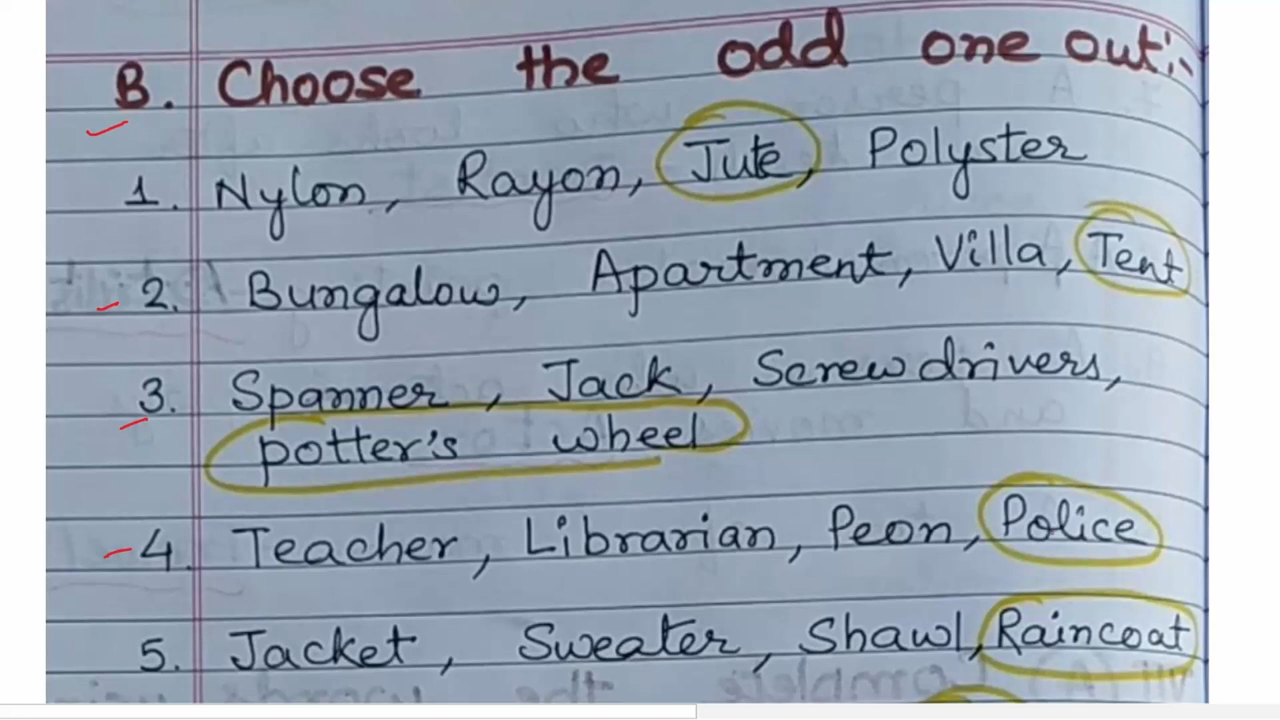 B. Choose the odd one out:-
1. Nylon, Rayon, Jute, Polyster
2. Bungalow, Apartment, Villa, Tent
3. Spanner, Jack, Screwdrivers,
potter's wheel
4. Teacher, Librarian, Peon, Police
5. Jacket, Sweater, Shawl, Raincoat